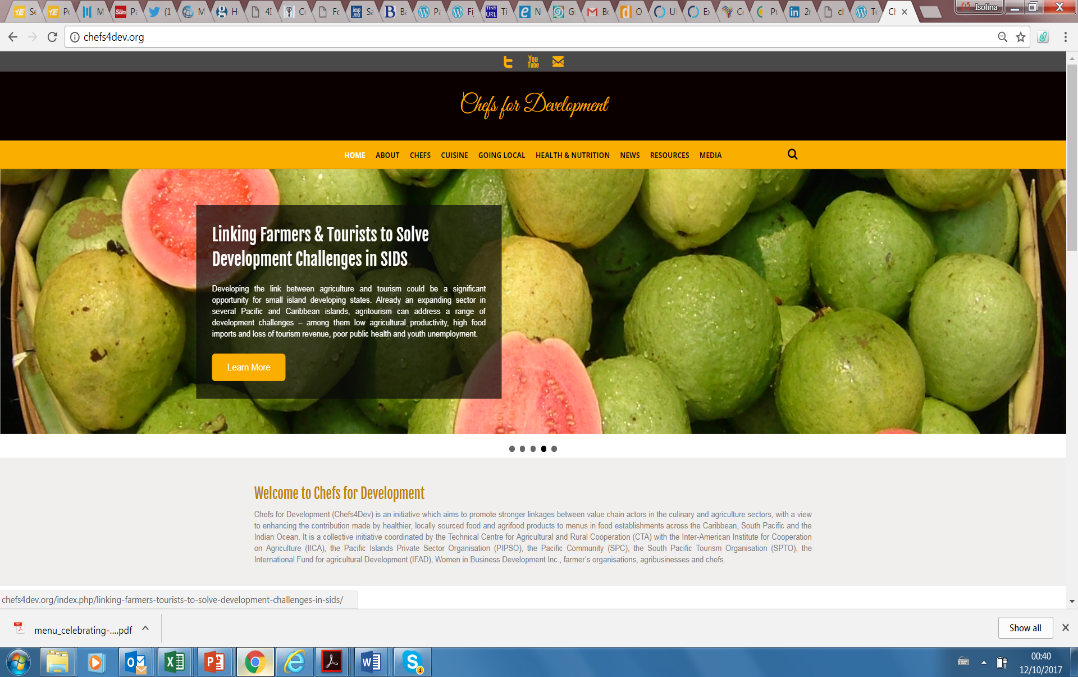 Isolina
chefs4dev.org
Chefs for Development
HOME ABOUT CHEFS CUISINE GOING LOCAL HEALTH & NUTRITION NEWS RESOURCES MEDIA
Linking Farmers & Tourists to Solve
Development Challenges in SIDS
Developing the link between agriculture and tourism could be a significant
opportunity for small island developing states. Already an expanding sector in
several Pacific and Caribbean islands, agritourism can address a range of
development challenges – among them low agricultural productivity, high food
imports and loss of tourism revenue, poor public health and youth unemployment.
Learn More
Welcome to Chefs for Development
Chefs for Development (Chefs4Dev) is an initiative which aims to promote stronger linkages between value chain actors in the culinary and agriculture sectors, with a view
to enhancing the contribution made by healthier, locally sourced food and agrifood products to menus in food establishments across the Caribbean, South Pacific and the
Indian Ocean. It is a collective initiative coordinated by the Technical Centre for Agricultural and Rural Cooperation (CTA) with the Inter-American Institute for Cooperation
on Agriculture (IICA), the Pacific Islands Private Sector Organisation (PIPSO), the Pacific Community (SPC), the South Pacific Tourism Organisation (SPTO), the
International Fund for agricultural Development (IFAD), Women in Business Development Inc., farmer's organisations, agribusinesses and chefs.
chefs4dev.org/index.php/linking-farmers-tourists-to-solve-development-challenges-in-sids/
menu_celebrating-....pdf
Show all
00:40
12/10/2017